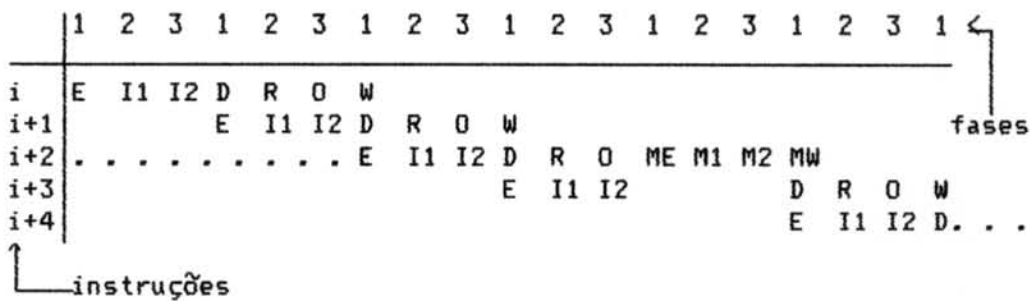 1 2 3 1 2 3 1 2 3 1 2 3 1 2 3 1 2 3 1
i E I1 I2 D R O W
i+1 E I1 I2 D R O W fases
i+2 . . . . . . . . . E I1 I2 D R O ME M1 M2 MW
i+3 E I1 I2 D R O W
i+4 E I1 I2 D. . .
instruções